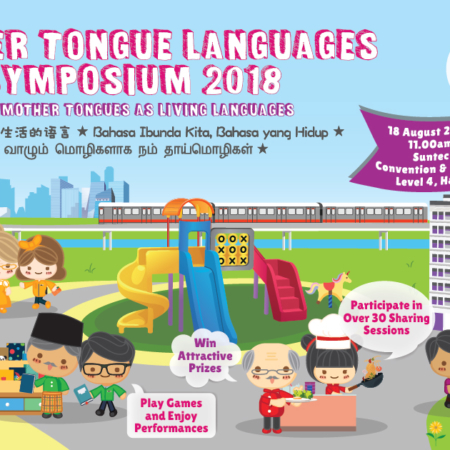 ER TONGUE LANGUAGES
SYMPOSIUM 2018
MOTHER TONGUES AS LIVING LANGUAGES
生活的语言 ★ Bahasa Ibunda Kita, Bahasa yang Hidup ★
வாழும் மொழிகளாக நம் தாய்மொழிகள் ★
18 August 2
11.00am
Suntec
Convention &
Level 4, Ha
OXO
XOX
Participate in
Over 30 Sharing
Sessions
Win
Attractive
Prizes
Play Games
and Enjoy
Performances